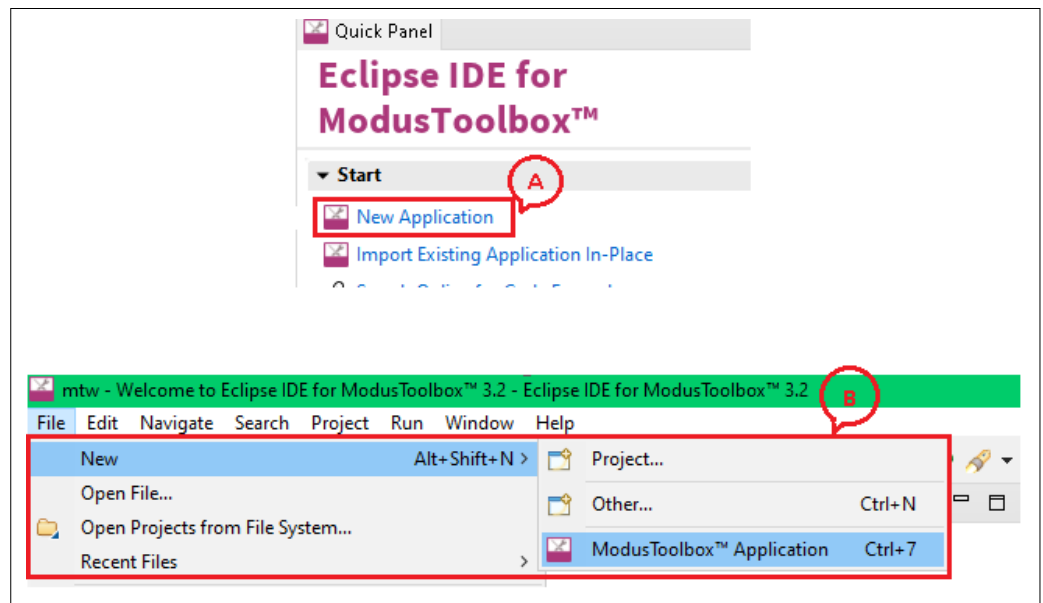 Quick Panel
Eclipse IDE for
ModusToolbox™
Start
A
New Application
Import Existing Application In-Place
mtw - Welcome to Eclipse IDE for ModusToolbox™ 3.2 - Eclipse IDE for ModusToolbox™ 3.2
B
File Edit Navigate Search Project Run Window Help
New Alt+Shift+N > Project...
Open File...
Other... Ctrl+N
Open Projects from File System...
ModusToolbox™ Application Ctrl+7
Recent Files >